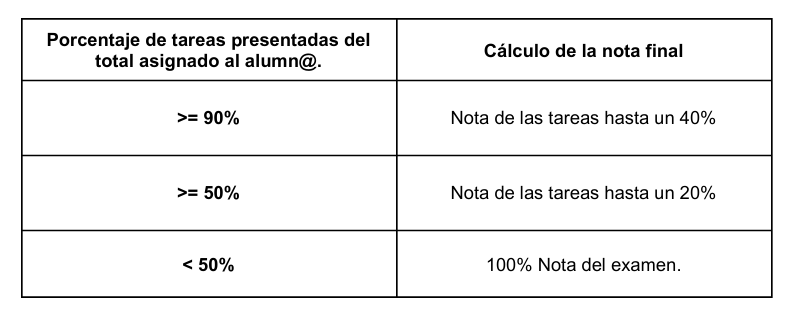 Porcentaje de tareas presentadas del
total asignado al alumn@.
Cálculo de la nota final
>= 90%
Nota de las tareas hasta un 40%
>= 50%
Nota de las tareas hasta un 20%
< 50%
100% Nota del examen.